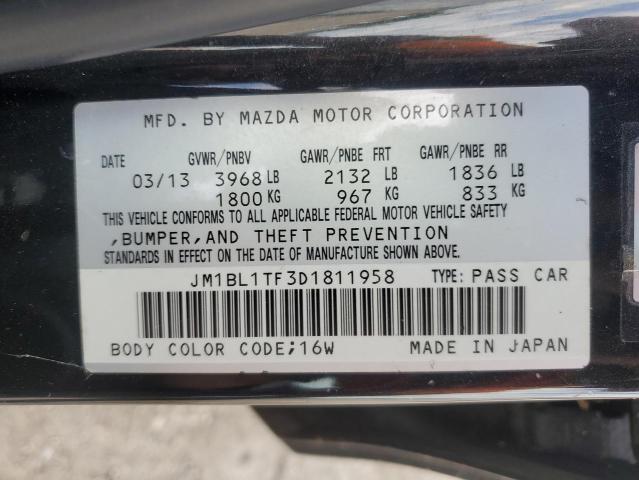 MFD. BY MAZDA MOTOR CORPORATION
DATE GVWR/PNBV GAWR/PNBE FRT GAWR/PNBE RR
03/13 3968 LB 2132 LB 1836 LB
1800 KG 967 KG 833 KG
THIS VEHICLE CONFORMS TO ALL APPLICABLE FEDERAL MOTOR VEHICLE SAFETY
,BUMPER,AND THEFT PREVENTION
STANDARDS IN EFFECT ON THE DATE OF MANUFACTURE SHOWN ABOVE.
JM1BL1TF3D1811958 TYPE: PASS CAR
BODY COLOR CODE;16W MADE IN JAPAN